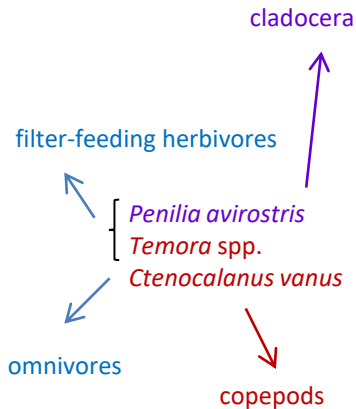 cladocera
filter-feeding herbivores
Penilia avirostris
Temora spp.
Ctenocalanus vanus
omnivores
copepods